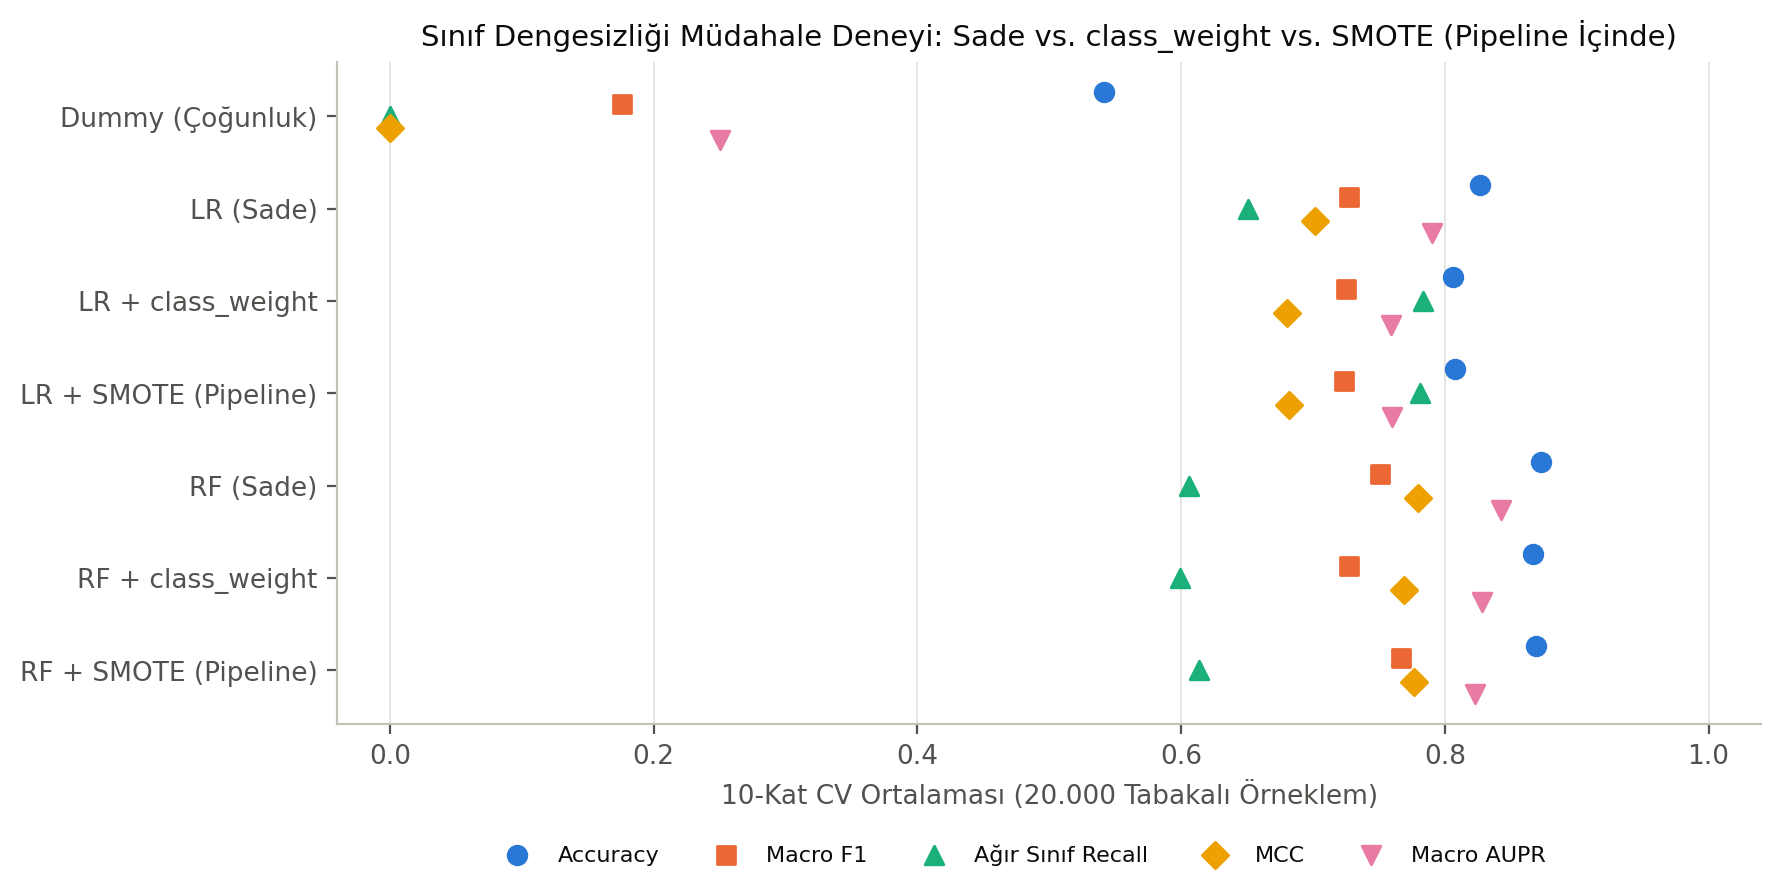 Sınıf Dengesizliği Müdahale Deneyi: Sade vs. class_weight vs. SMOTE (Pipeline İçinde)
Dummy (Çoğunluk)
LR (Sade)
LR + class_weight
LR + SMOTE (Pipeline)
RF (Sade)
RF + class_weight
RF + SMOTE (Pipeline)
0.0 0.2 0.4 0.6 0.8 1.0
10-Kat CV Ortalaması (20.000 Tabakalı Örneklem)
Accuracy Macro F1 Ağır Sınıf Recall MCC Macro AUPR